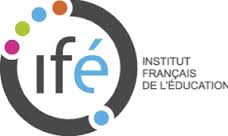 ifé
INSTITUT
FRANÇAIS
DE L'ÉDUCATION